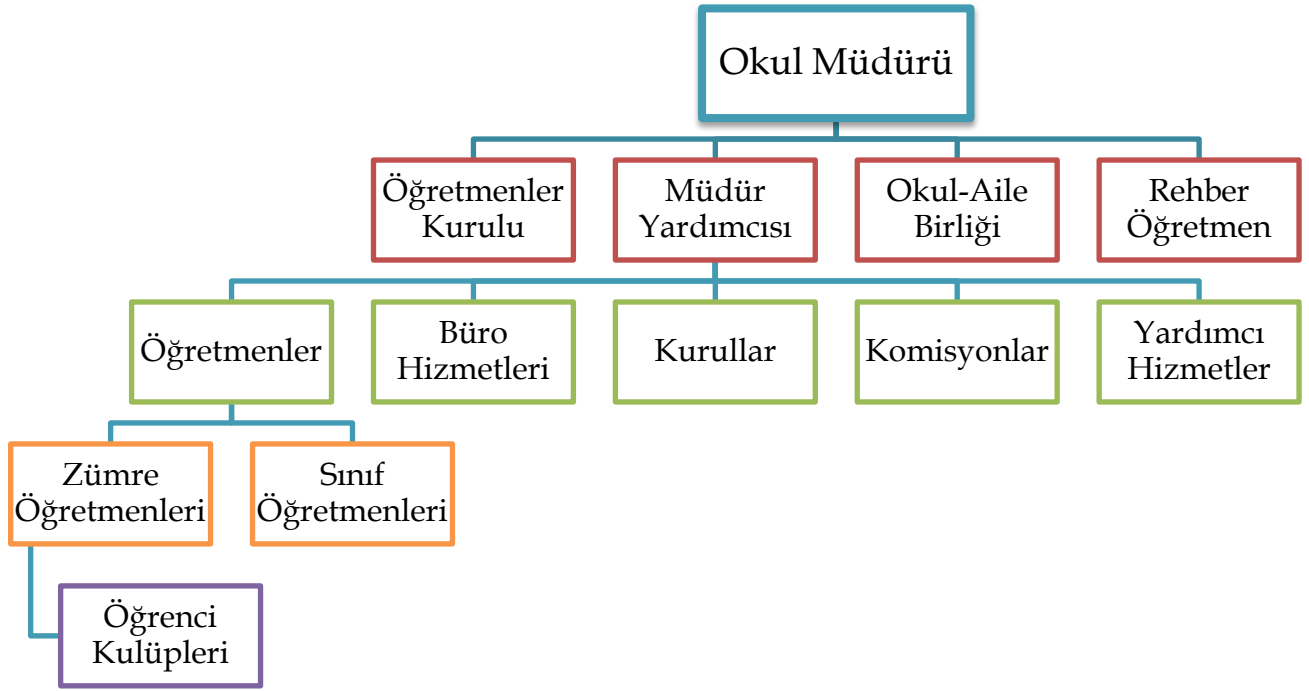 Okul Müdürü
Öğretmenler
Kurulu
Müdür
Yardımcısı
Okul-Aile
Birliği
Rehber
Öğretmen
Öğretmenler
Büro
Hizmetleri
Kurullar
Komisyonlar
Yardımcı
Hizmetler
Zümre
Öğretmenleri
Sınıf
Öğretmenleri
Öğrenci
Kulüpleri